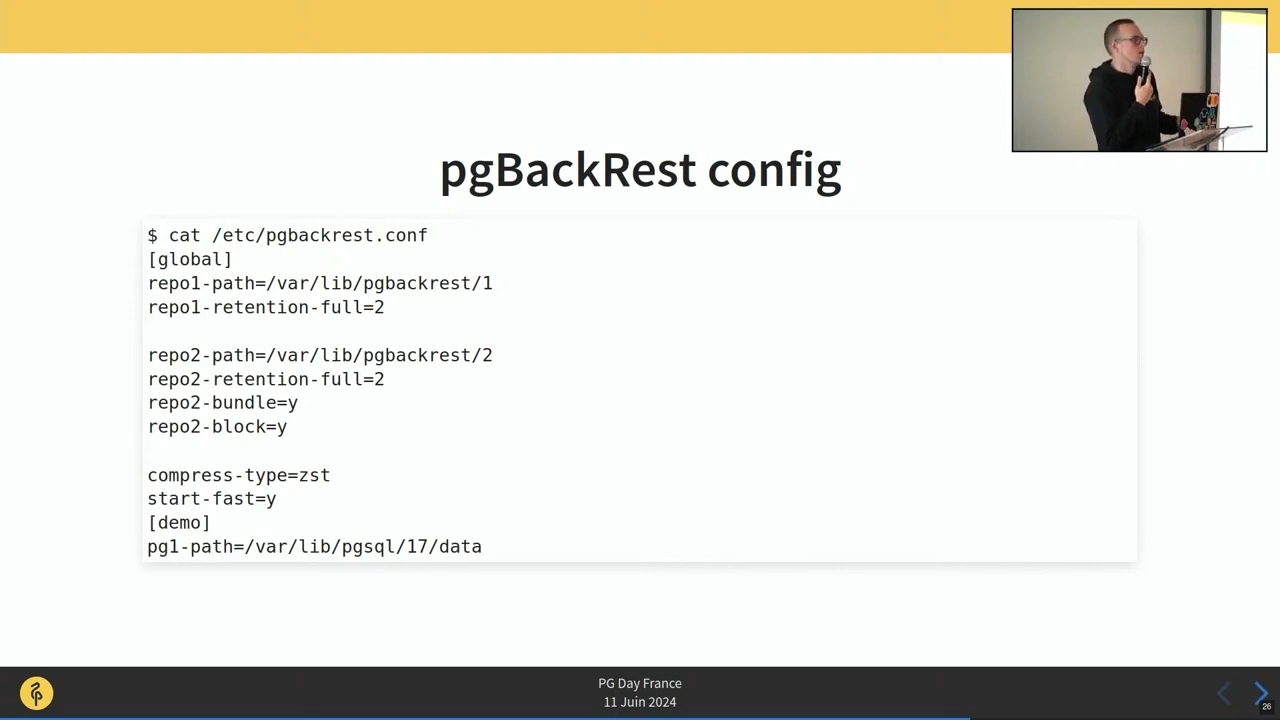 pgBackRest config
$ cat /etc/pgbackrest.conf
[global]
repo1-path=/var/lib/pgbackrest/1
repo1-retention-full=2
repo2-path=/var/lib/pgbackrest/2
repo2-retention-full=2
repo2-bundle=y
repo2-block=y
compress-type=zst
start-fast=y
[demo]
pg1-path=/var/lib/pgsql/17/data
PG Day France
11 Juin 2024
26